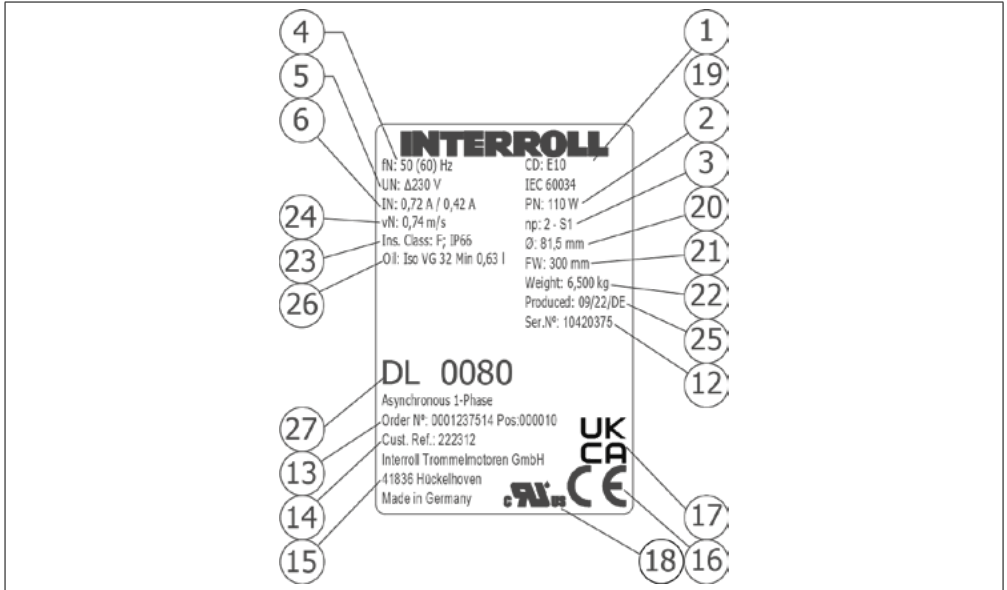 4
5
6
24
23
26
27
13
14
15
INTERROLL
fN: 50 (60) Hz
UN: Δ230 V
IN: 0,72 A / 0,42 A
vN: 0,74 m/s
Ins. Class: F; IP66
Oil: Iso VG 32 Min 0,63 l
CD: E10
IEC 60034
PN: 110 W
np: 2 - S1
Ø: 81,5 mm
FW: 300 mm
Weight: 6,500 kg
Produced: 09/22/DE
Ser.Nº: 10420375
DL 0080
Asynchronous 1-Phase
Order Nº: 0001237514 Pos:000010
Cust. Ref.: 222312
Interroll Trommelmotoren GmbH
41836 Hückelhoven
Made in Germany
UK
CA
c RU US CE
1
19
2
3
20
21
22
25
12
17
18 16